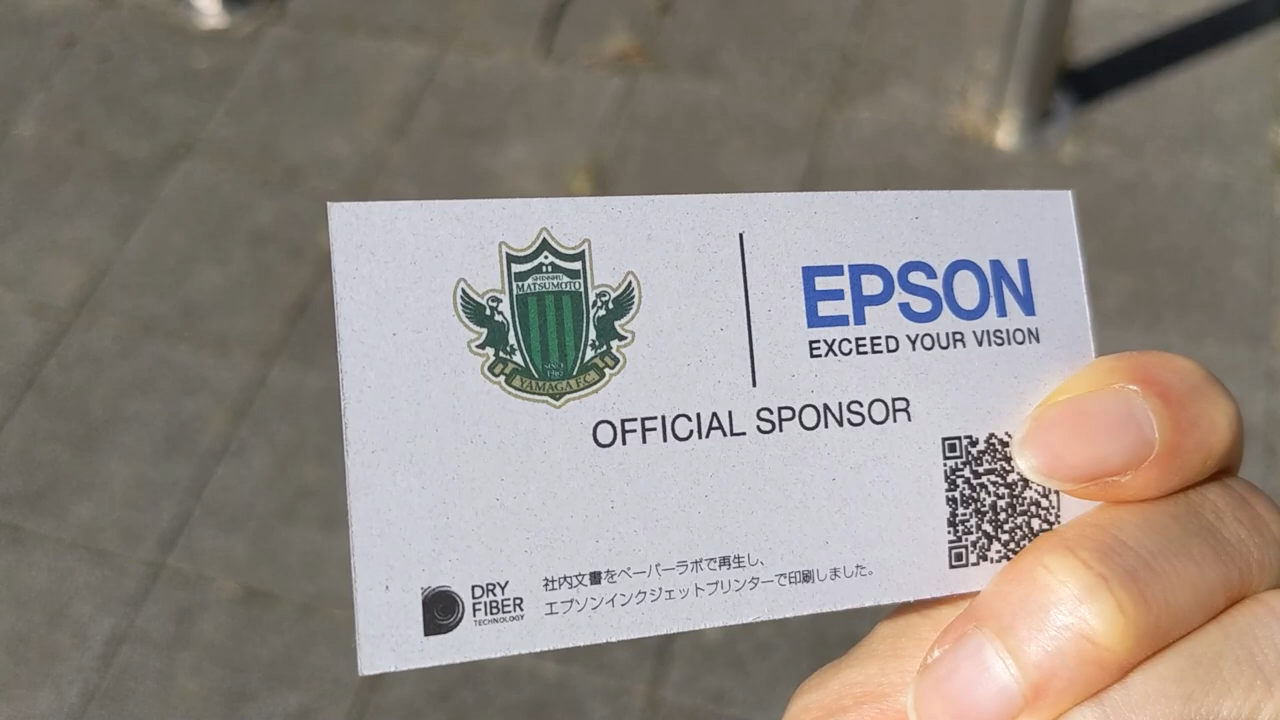 SHINSHU
MATSUMOTO
SINCE 1965
YAMAGA F.C.
EPSON
EXCEED YOUR VISION
OFFICIAL SPONSOR
DRY
FIBER
TECHNOLOGY
社内文書をペーパーラボで再生し、
エプソンインクジェットプリンターで印刷しました。